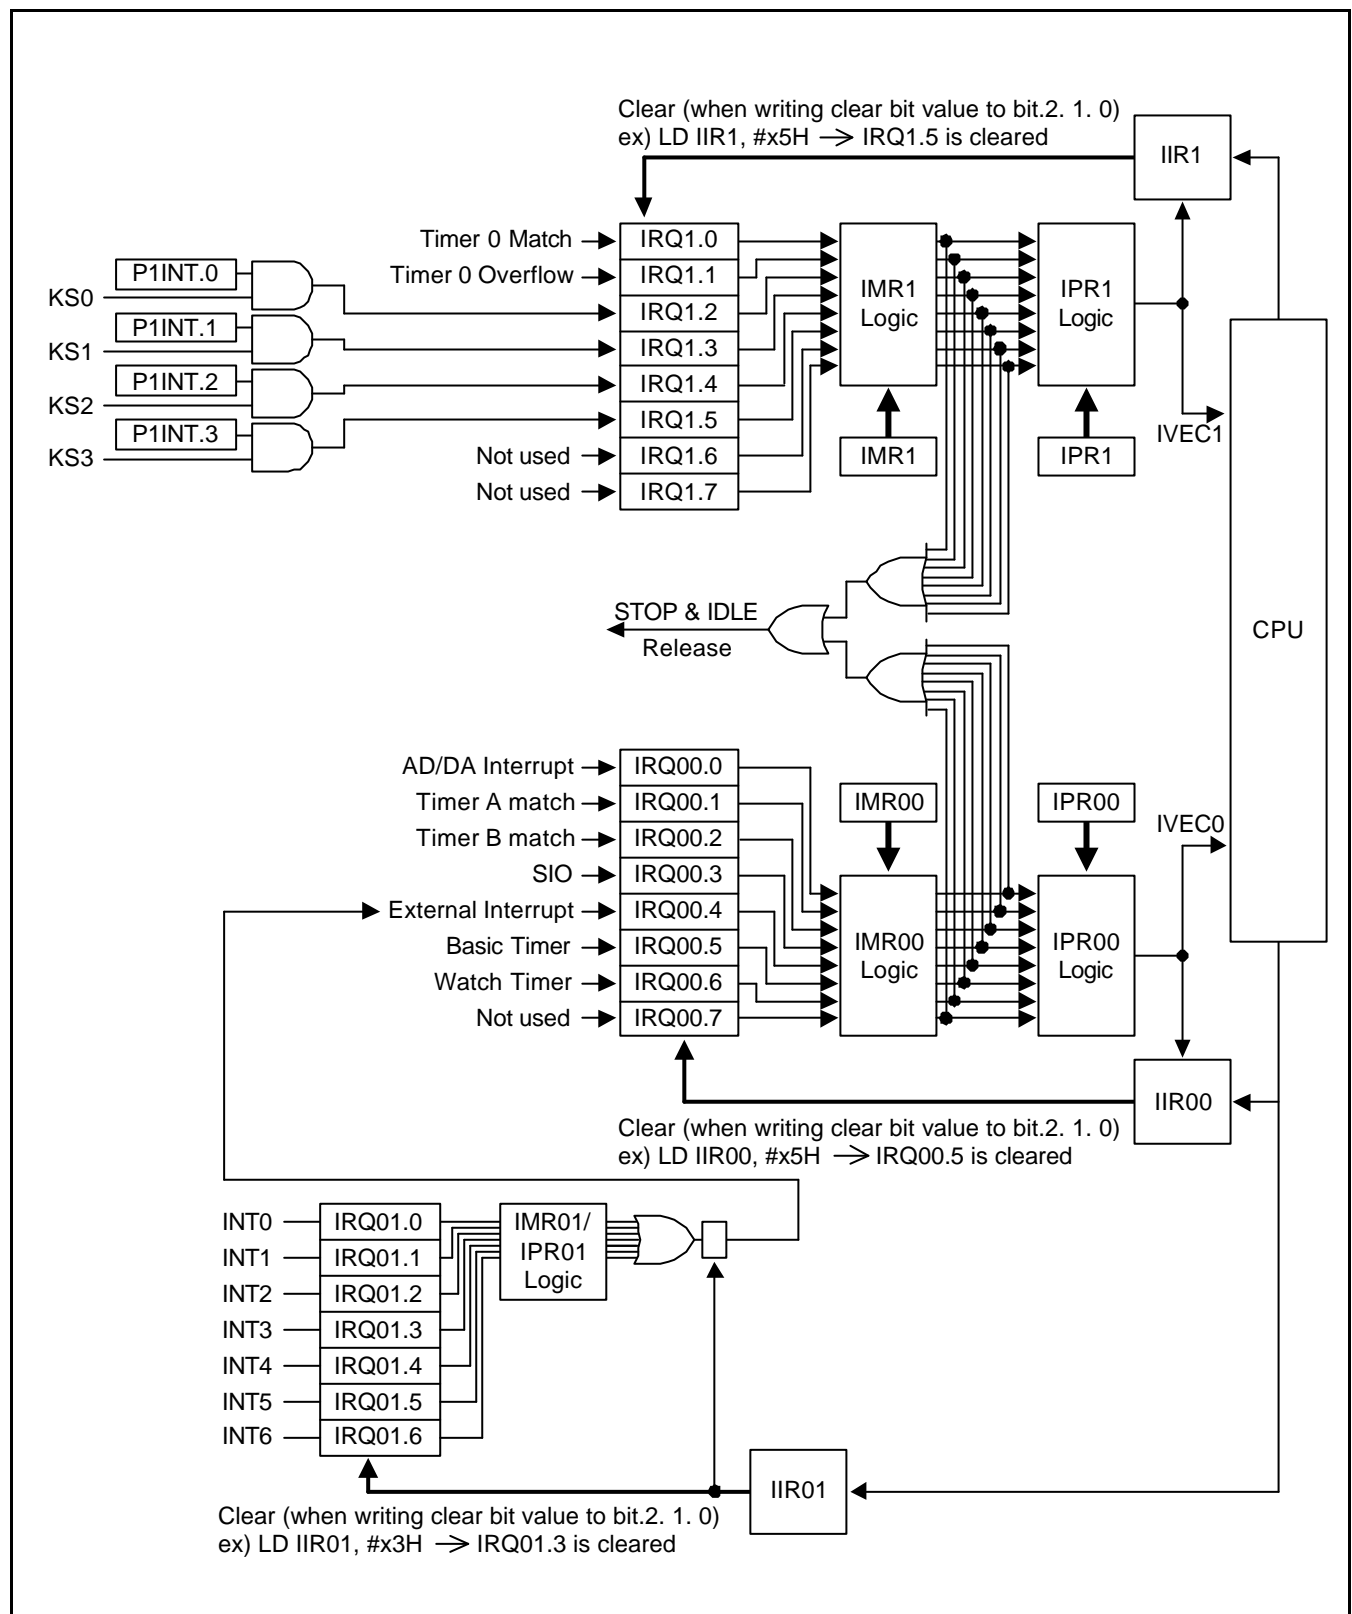 Clear (when writing clear bit value to bit.2. 1. 0)
ex) LD IIR1, #x5H → IRQ1.5 is cleared
IIR1
Timer 0 Match
IRQ1.0
Timer 0 Overflow
IRQ1.1
P1INT.0
KS0
IRQ1.2
P1INT.1
KS1
IRQ1.3
P1INT.2
KS2
IRQ1.4
P1INT.3
KS3
IRQ1.5
Not used
IRQ1.6
Not used
IRQ1.7
IMR1
Logic
IPR1
Logic
IMR1
IPR1
IVEC1
STOP & IDLE
Release
CPU
AD/DA Interrupt
IRQ00.0
Timer A match
IRQ00.1
Timer B match
IRQ00.2
SIO
IRQ00.3
External Interrupt
IRQ00.4
Basic Timer
IRQ00.5
Watch Timer
IRQ00.6
Not used
IRQ00.7
IMR00
IPR00
IVEC0
IMR00
Logic
IPR00
Logic
IIR00
Clear (when writing clear bit value to bit.2. 1. 0)
ex) LD IIR00, #x5H → IRQ00.5 is cleared
INT0
IRQ01.0
INT1
IRQ01.1
INT2
IRQ01.2
INT3
IRQ01.3
INT4
IRQ01.4
INT5
IRQ01.5
INT6
IRQ01.6
IMR01/
IPR01
Logic
IIR01
Clear (when writing clear bit value to bit.2. 1. 0)
ex) LD IIR01, #x3H → IRQ01.3 is cleared